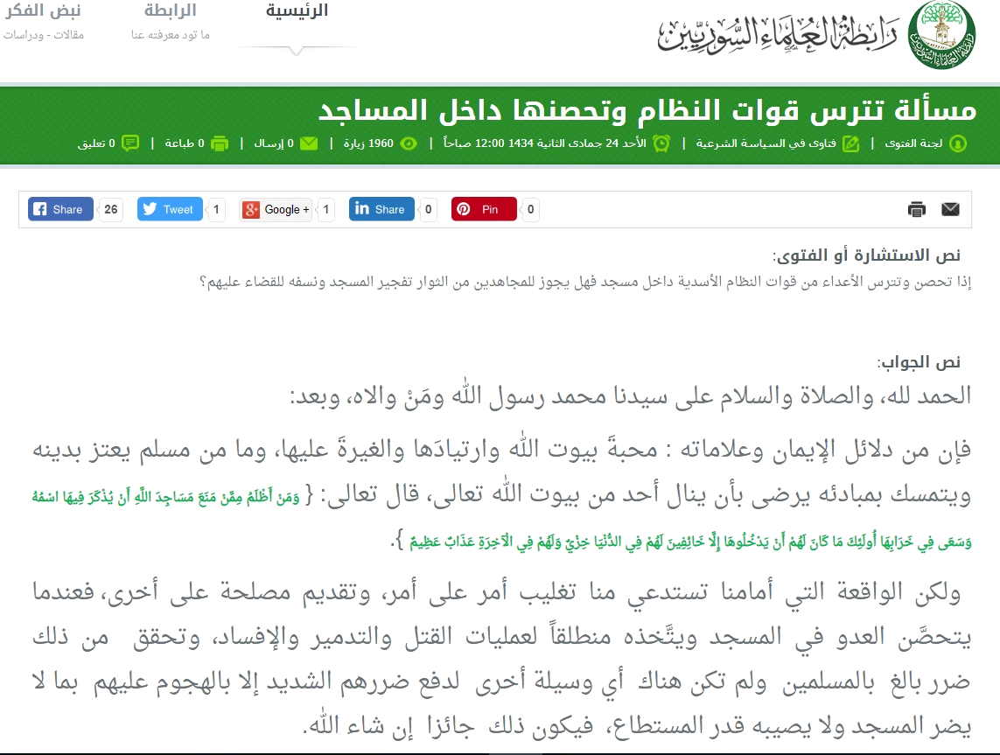 رابطة العلماء السوريين
الرئيسية
الرابطة
ما تود معرفته عنا
نبض الفكر
مقالات - ودراسات
مسألة تترس قوات النظام وتحصنها داخل المساجد
لجنة الفتوى | فتاوى في السياسة الشرعية | الأحد 24 جمادى الثانية 1434 12:00 صباحاً | 1960 زيارة | 0 إرسال | 0 طباعة | 0 تعليق
Share 26 Tweet 1 Google + 1 Share 0 Pin 0
نص الاستشارة أو الفتوى:
إذا تحصن وتترس الأعداء من قوات النظام الأسدية داخل مسجد فهل يجوز للمجاهدين من الثوار تفجير المسجد ونسفه للقضاء عليهم؟
نص الجواب:
الحمد لله، والصلاة والسلام على سيدنا محمد رسول الله ومَنْ والاه، وبعد:
فإن من دلائل الإيمان وعلاماته : محبةَّ بيوت الله وارتيادَها والغيرةَ عليها، وما من مسلم يعتز بدينه
ويتمسك بمبادئه يرضى بأن ينال أحد من بيوت الله تعالى، قال تعالى: { وَمَنْ أَظْلَمُ مِمَّنْ مَنَعَ مَسَاجِدَ اللَّهِ أَنْ يُذْكَرَ فِيهَا اسْمُهُ
وَسَعَى فِي خَرَابِهَا أُولَئِكَ مَا كَانَ لَهُمْ أَنْ يَدْخُلُوهَا إِلَّا خَائِفِينَ لَهُمْ فِي الدُّنْيَا خِزْيٌ وَلَهُمْ فِي الْآخِرَةِ عَذَابٌ عَظِيمٌ }.
ولكن الواقعة التي أمامنا تستدعي منا تغليب أمر على أمر، وتقديم مصلحة على أخرى، فعندما
يتحصَّن العدو في المسجد ويتَّخذه منطلقاً لعمليات القتل والتدمير والإفساد، وتحقق من ذلك
ضرر بالغ بالمسلمين ولم تكن هناك أي وسيلة أخرى لدفع ضررهم الشديد إلا بالهجوم عليهم بما لا
يضر المسجد ولا يصيبه قدر المستطاع، فيكون ذلك جائزا إن شاء الله.